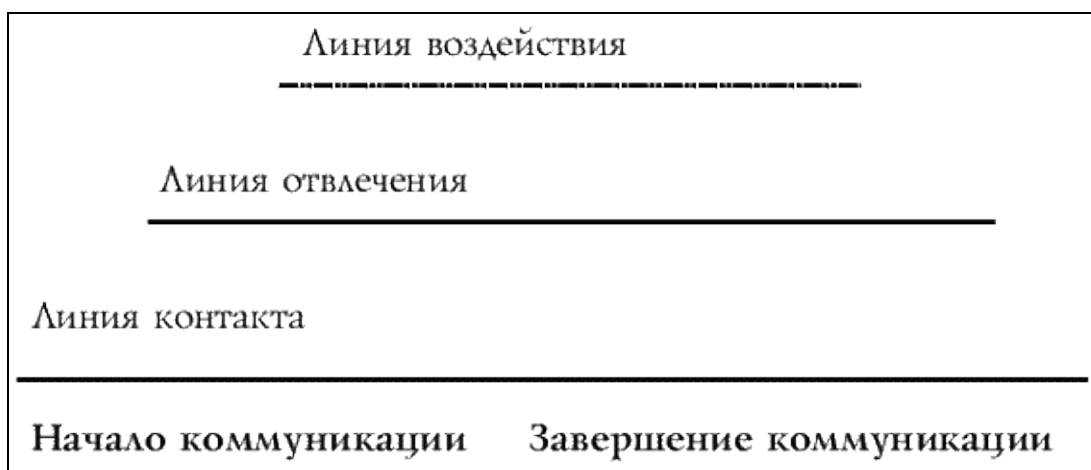 Линия воздействия
Линия отвлечения
Линия контакта
Начало коммуникации Завершение коммуникации